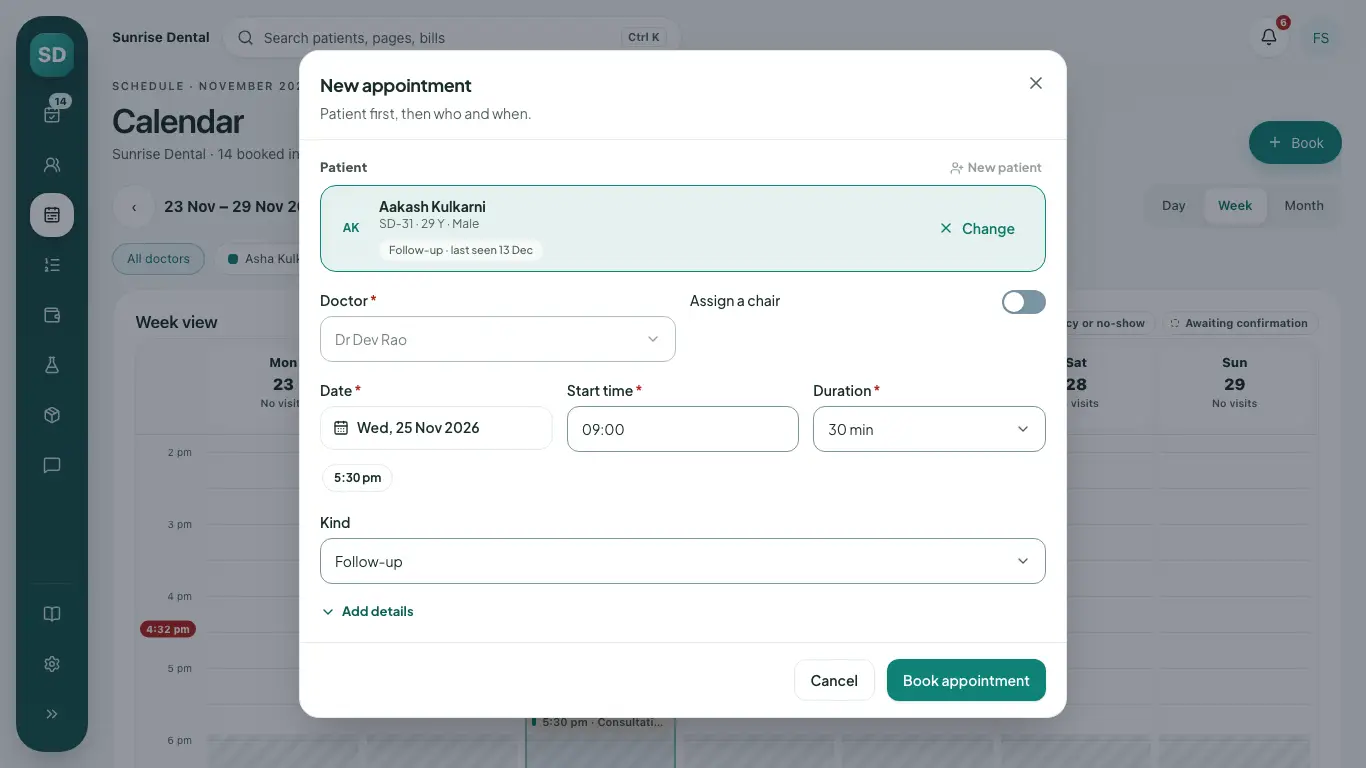 SD
Sunrise Dental
Search patients, pages, bills
Ctrl K
6
FS
14
SCHEDULE · NOVEMBER 202
Calendar
Sunrise Dental · 14 booked in
Book
23 Nov – 29 Nov 20
Day
Week
Month
All doctors
Asha Kulk
Week view
cy or no-show
Awaiting confirmation
Mon
23
No visit
Sat
28
visits
Sun
29
No visits
2 pm
3 pm
4 pm
4:32 pm
5 pm
6 pm
5:30 pm · Consultati...
New appointment
Patient first, then who and when.
Patient
New patient
AK
Aakash Kulkarni
SD-31 · 29 Y · Male
Follow-up · last seen 13 Dec
Change
Doctor *
Assign a chair
Dr Dev Rao
Date *
Start time *
Duration *
Wed, 25 Nov 2026
09:00
30 min
5:30 pm
Kind
Follow-up
Add details
Cancel
Book appointment